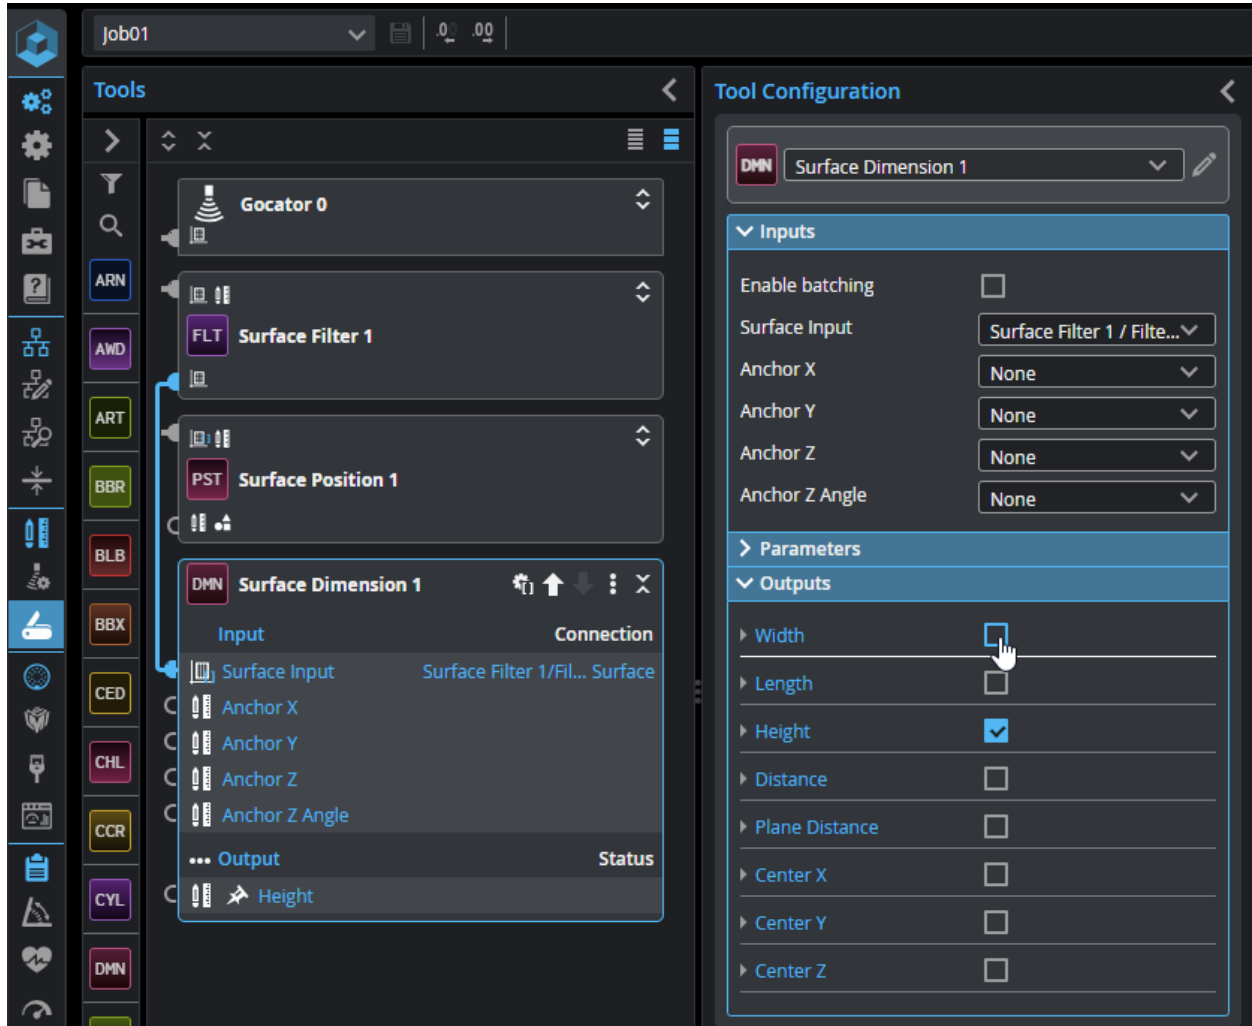 Job01
.0
.00
Tools
Tool Configuration
Gocator 0
DMN Surface Dimension 1
Inputs
ARN
Enable batching
FLT Surface Filter 1
Surface Input Surface Filter 1 / Filte...
AWD
Anchor X None
ART
Anchor Y None
Anchor Z None
PST Surface Position 1
BBR
Anchor Z Angle None
BLB
Parameters
DMN Surface Dimension 1
Outputs
BBX
Input Connection
Width
Surface Input Surface Filter 1/Fil... Surface
CED
Length
Anchor X
Height
Anchor Y
CHL
Distance
Anchor Z
Anchor Z Angle
Plane Distance
CCR
Output Status
Center X
CYL
Height
Center Y
DMN
Center Z